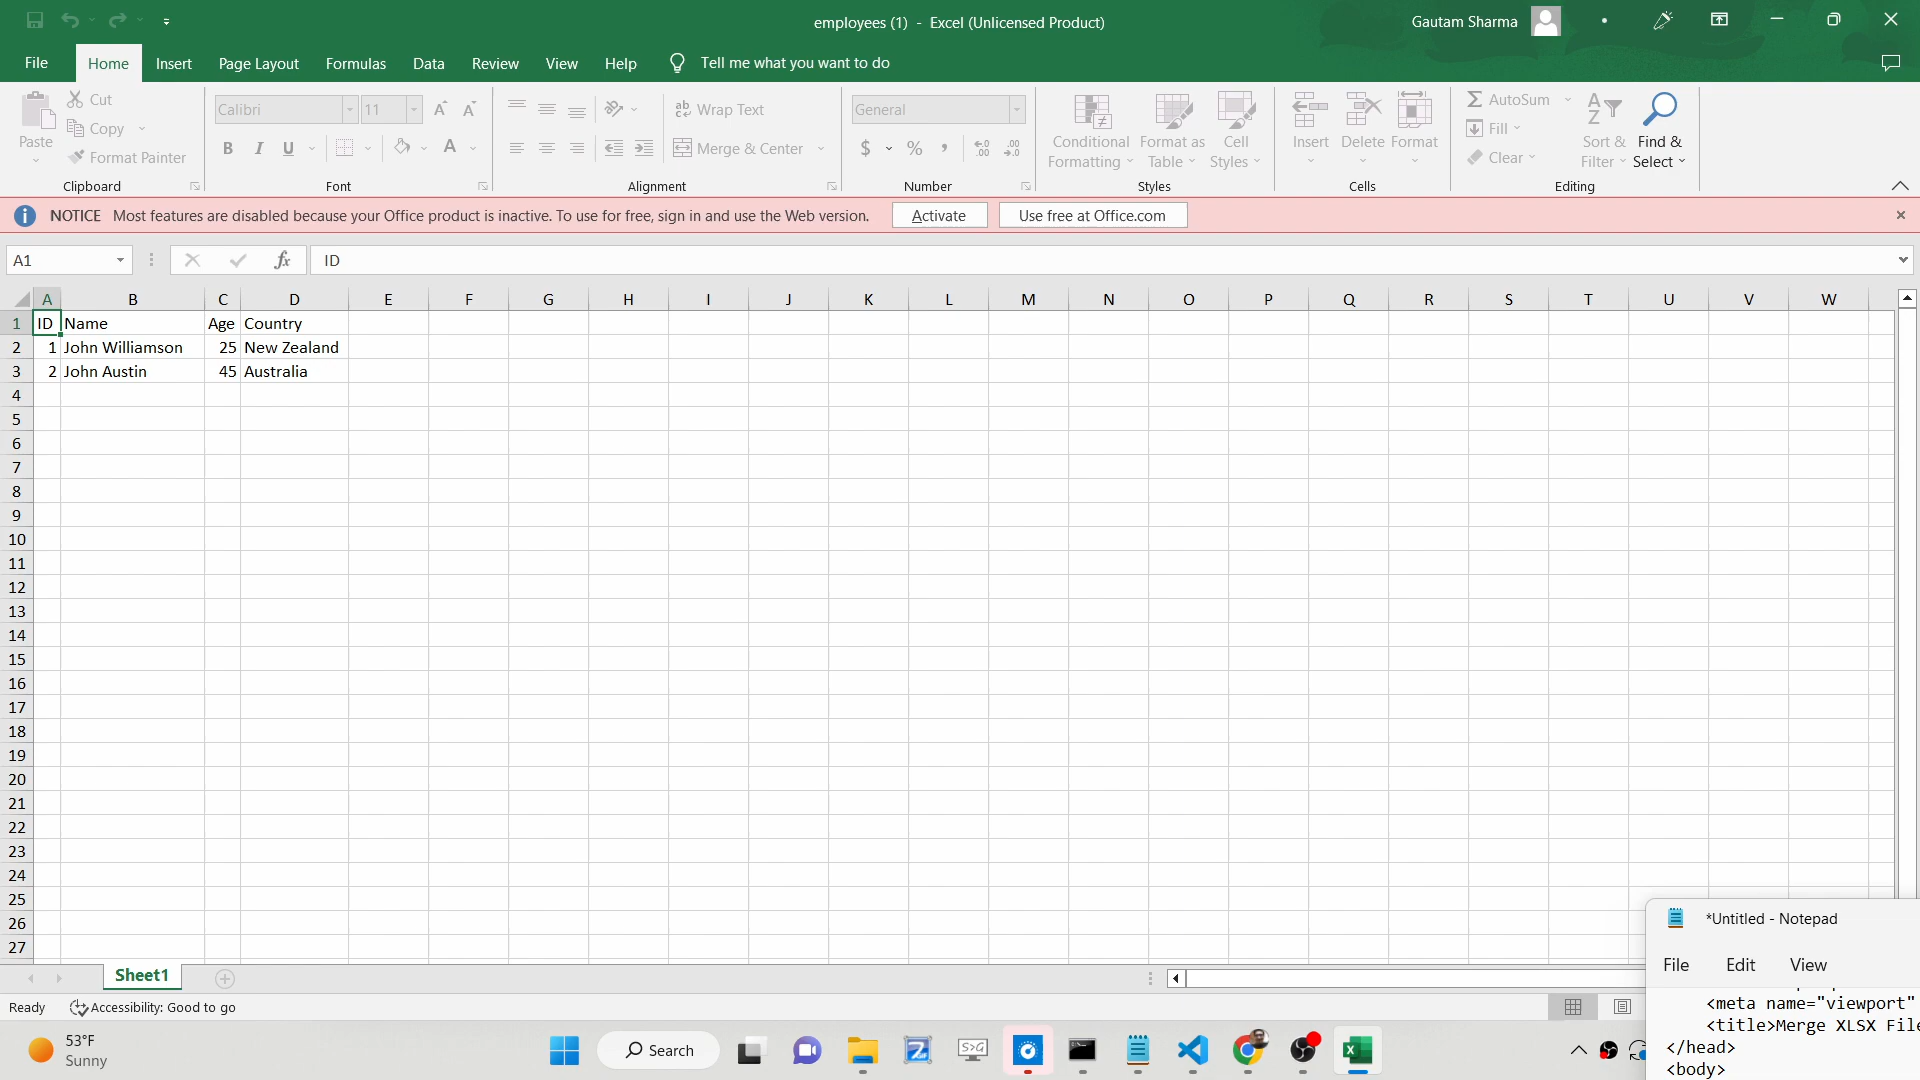 employees (1) - Excel (Unlicensed Product)
Gautam Sharma
File Home Insert Page Layout Formulas Data Review View Help Tell me what you want to do
Paste
Cut
Copy
Format Painter
Clipboard
Calibri 11
B I U A
Font
ab Wrap Text
Merge & Center
Alignment
General
$ % ,
Number
Conditional Formatting
Format as Table
Cell Styles
Styles
Insert Delete Format
Cells
AutoSum
Fill
Clear
Sort & Filter
Find & Select
Editing
NOTICE Most features are disabled because your Office product is inactive. To use for free, sign in and use the Web version. Activate Use free at Office.com
A1 fx ID
A B C D E F G H I J K L M N O P Q R S T U V W
1 ID Name Age Country
2 1 John Williamson 25 New Zealand
3 2 John Austin 45 Australia
4
5
6
7
8
9
10
11
12
13
14
15
16
17
18
19
20
21
22
23
24
25
26
27
Sheet1
Ready Accessibility: Good to go
*Untitled - Notepad
File Edit View
<meta name="viewport"
<title>Merge XLSX File
</head>
<body>
53°F
Sunny
Search
S>G